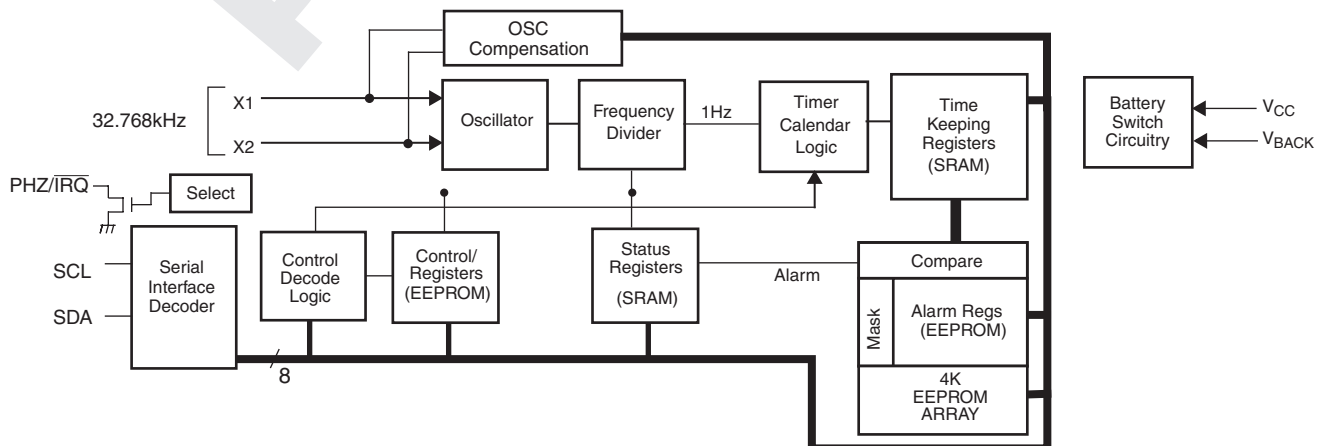 OSC
Compensation
X1
32.768kHz
X2
Oscillator
Frequency
Divider
1Hz
Timer
Calendar
Logic
Time
Keeping
Registers
(SRAM)
Battery
Switch
Circuitry
VCC
VBACK
PHZ/IRQ
Select
SCL
SDA
Serial
Interface
Decoder
Control
Decode
Logic
Control/
Registers
(EEPROM)
Status
Registers
(SRAM)
Alarm
Compare
Mask
Alarm Regs
(EEPROM)
4K
EEPROM
ARRAY
8